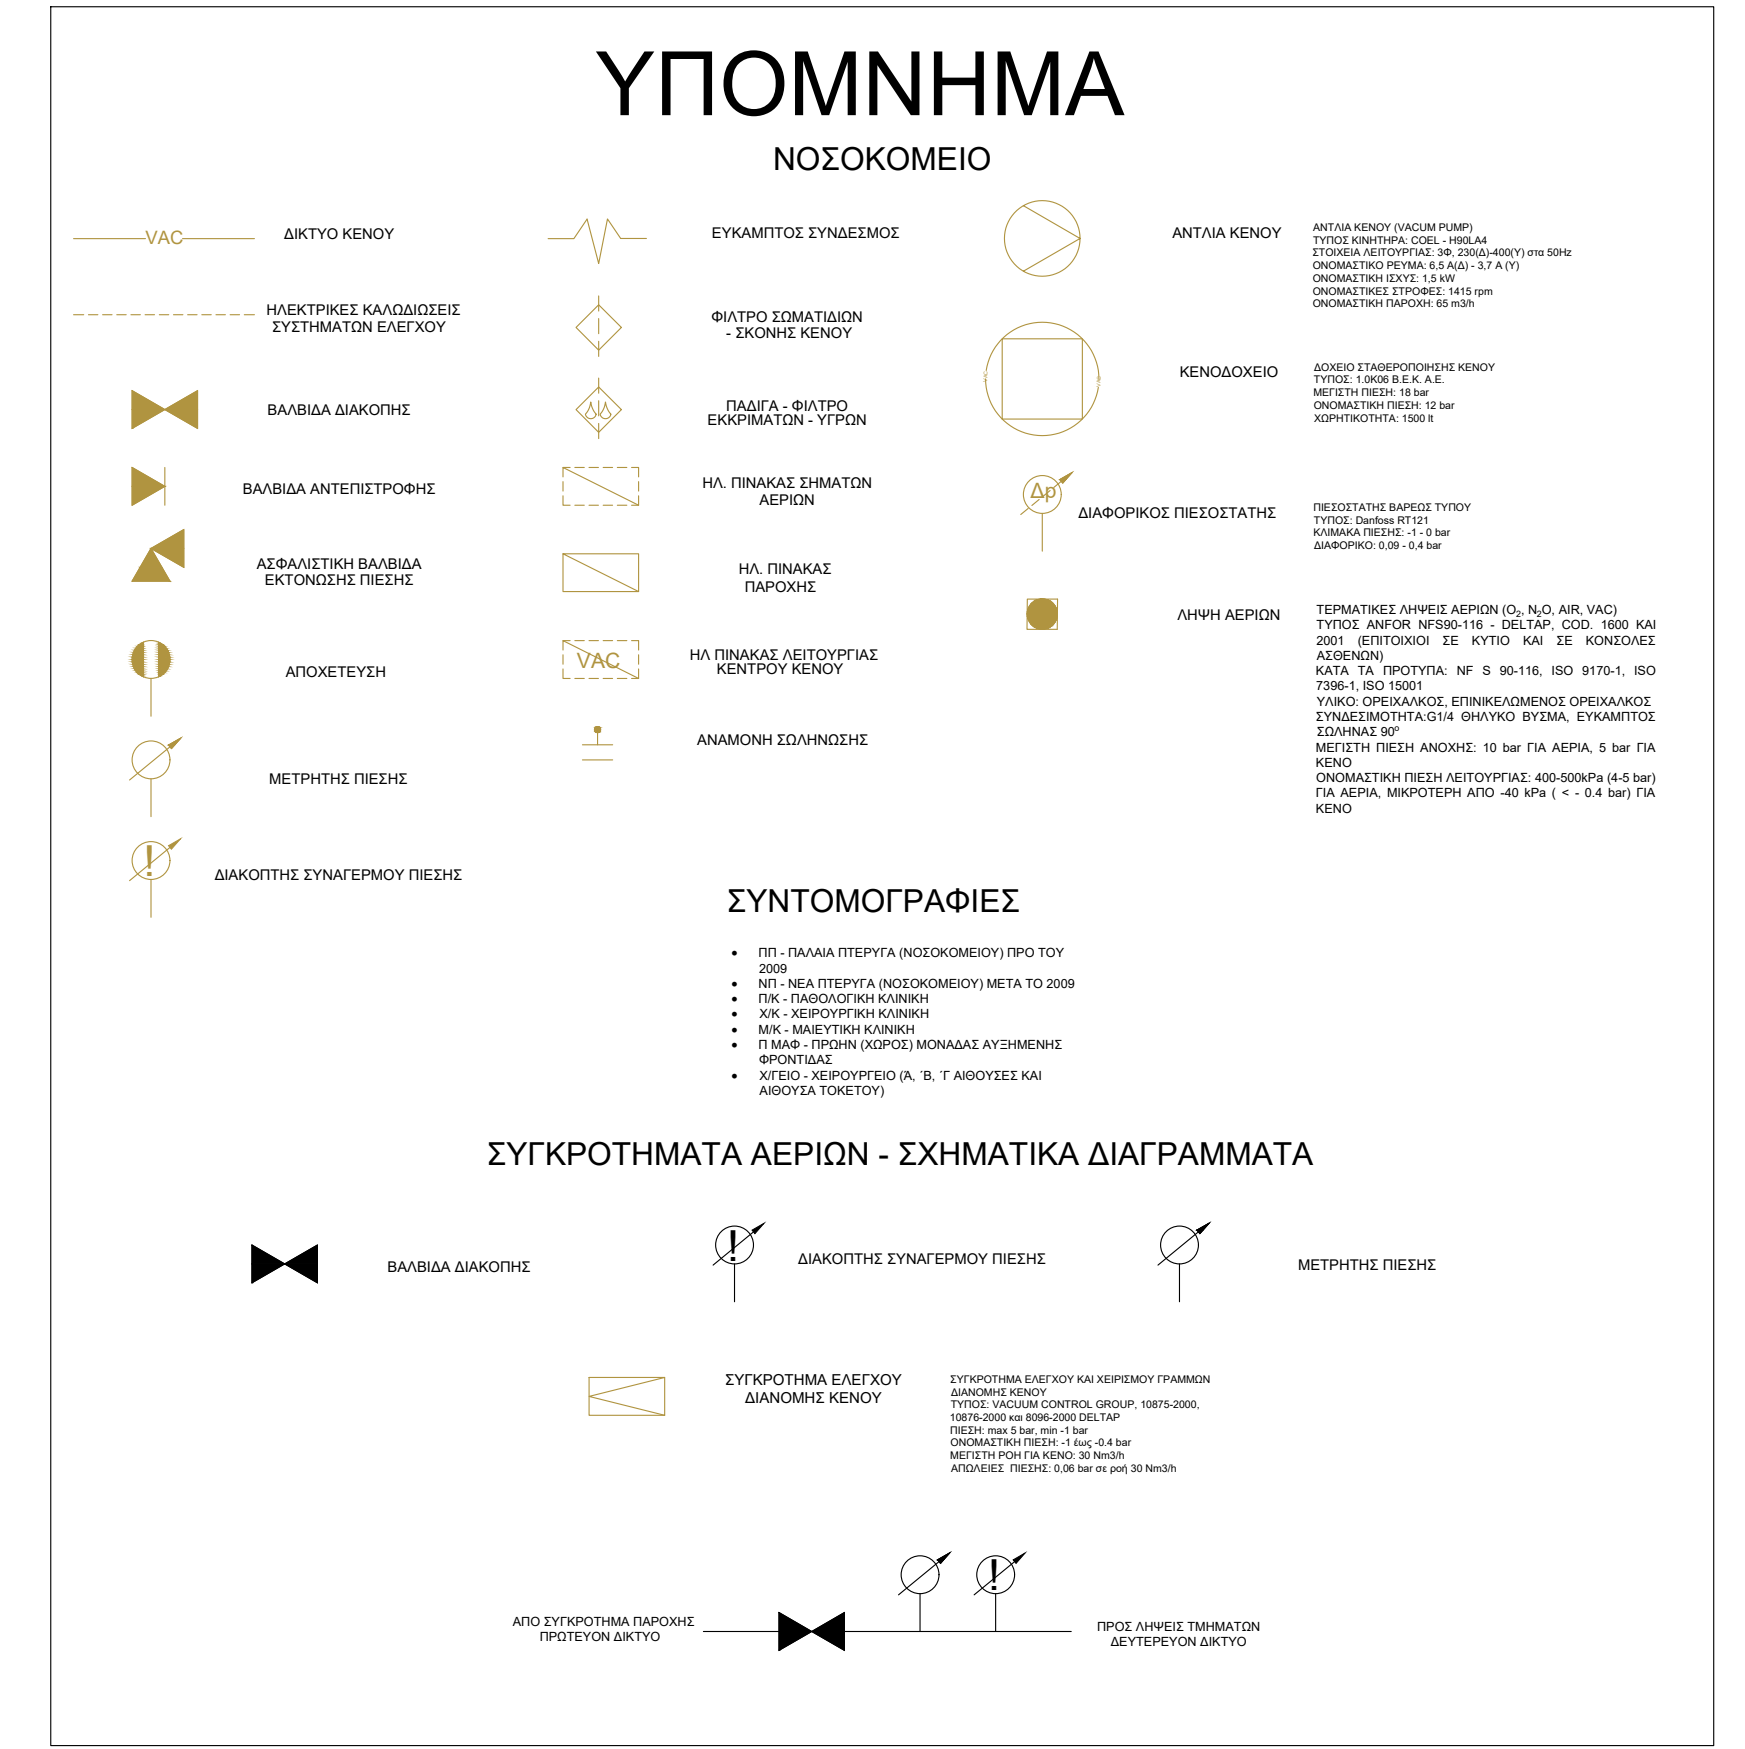 ΥΠΟΜΝΗΜΑ
ΝΟΣΟΚΟΜΕΙΟ
VAC
ΔΙΚΤΥΟ ΚΕΝΟΥ
ΗΛΕΚΤΡΙΚΕΣ ΚΑΛΩΔΙΩΣΕΙΣ
ΣΥΣΤΗΜΑΤΩΝ ΕΛΕΓΧΟΥ
ΒΑΛΒΙΔΑ ΔΙΑΚΟΠΗΣ
ΒΑΛΒΙΔΑ ΑΝΤΕΠΙΣΤΡΟΦΗΣ
ΑΣΦΑΛΙΣΤΙΚΗ ΒΑΛΒΙΔΑ
ΕΚΤΟΝΩΣΗΣ ΠΙΕΣΗΣ
ΑΠΟΧΕΤΕΥΣΗ
ΜΕΤΡΗΤΗΣ ΠΙΕΣΗΣ
!
ΔΙΑΚΟΠΤΗΣ ΣΥΝΑΓΕΡΜΟΥ ΠΙΕΣΗΣ
ΕΥΚΑΜΠΤΟΣ ΣΥΝΔΕΣΜΟΣ
ΦΙΛΤΡΟ ΣΩΜΑΤΙΔΙΩΝ
- ΣΚΟΝΗΣ ΚΕΝΟΥ
ΠΑΔΙΓΑ - ΦΙΛΤΡΟ
ΕΚΚΡΙΜΑΤΩΝ - ΥΓΡΩΝ
ΗΛ. ΠΙΝΑΚΑΣ ΣΗΜΑΤΩΝ
ΑΕΡΙΩΝ
ΗΛ. ΠΙΝΑΚΑΣ
ΠΑΡΟΧΗΣ
VAC
ΗΛ ΠΙΝΑΚΑΣ ΛΕΙΤΟΥΡΓΙΑΣ
ΚΕΝΤΡΟΥ ΚΕΝΟΥ
ΑΝΑΜΟΝΗ ΣΩΛΗΝΩΣΗΣ
ΑΝΤΛΙΑ ΚΕΝΟΥ
ΑΝΤΛΙΑ ΚΕΝΟΥ (VACUM PUMP)
ΤΥΠΟΣ ΚΙΝΗΤΗΡΑ: COEL - H90LA4
ΣΤΟΙΧΕΙΑ ΛΕΙΤΟΥΡΓΙΑΣ: 3Φ, 230(Δ)-400(Υ) στα 50Hz
ΟΝΟΜΑΣΤΙΚΟ ΡΕΥΜΑ: 6,5 Α(Δ) - 3,7 Α (Υ)
ΟΝΟΜΑΣΤΙΚΗ ΙΣΧΥΣ: 1,5 kW
ΟΝΟΜΑΣΤΙΚΕΣ ΣΤΡΟΦΕΣ: 1415 rpm
ΟΝΟΜΑΣΤΙΚΗ ΠΑΡΟΧΗ: 65 m3/h
ΚΕΝΟΔΟΧΕΙΟ
ΔΟΧΕΙΟ ΣΤΑΘΕΡΟΠΟΙΗΣΗΣ ΚΕΝΟΥ
ΤΥΠΟΣ: 1.0Κ06 Β.Ε.Κ. Α.Ε.
ΜΕΓΙΣΤΗ ΠΙΕΣΗ: 18 bar
ΟΝΟΜΑΣΤΙΚΗ ΠΙΕΣΗ: 12 bar
ΧΩΡΗΤΙΚΟΤΗΤΑ: 1500 lt
Δp
ΔΙΑΦΟΡΙΚΟΣ ΠΙΕΣΟΣΤΑΤΗΣ
ΠΙΕΣΟΣΤΑΤΗΣ ΒΑΡΕΩΣ ΤΥΠΟΥ
ΤΥΠΟΣ: Danfoss RT121
ΚΛΙΜΑΚΑ ΠΙΕΣΗΣ: -1 - 0 bar
ΔΙΑΦΟΡΙΚΟ: 0,09 - 0,4 bar
ΛΗΨΗ ΑΕΡΙΩΝ
ΤΕΡΜΑΤΙΚΕΣ ΛΗΨΕΙΣ ΑΕΡΙΩΝ (O₂, N₂O, AIR, VAC)
ΤΥΠΟΣ ANFOR NFS90-116 - DELTAP, COD. 1600 ΚΑΙ
2001 (ΕΠΙΤΟΙΧΙΟΙ ΣΕ ΚΥΤΙΟ ΚΑΙ ΣΕ ΚΟΝΣΟΛΕΣ
ΑΣΘΕΝΩΝ)
ΚΑΤΑ ΤΑ ΠΡΟΤΥΠΑ: NF S 90-116, ISO 9170-1, ISO
7396-1, ISO 15001
ΥΛΙΚΟ: ΟΡΕΙΧΑΛΚΟΣ, ΕΠΙΝΙΚΕΛΩΜΕΝΟΣ ΟΡΕΙΧΑΛΚΟΣ
ΣΥΝΔΕΣΙΜΟΤΗΤΑ:G1/4 ΘΗΛΥΚΟ ΒΥΣΜΑ, ΕΥΚΑΜΠΤΟΣ
ΣΩΛΗΝΑΣ 90⁰
ΜΕΓΙΣΤΗ ΠΙΕΣΗ ΑΝΟΧΗΣ: 10 bar ΓΙΑ ΑΕΡΙΑ, 5 bar ΓΙΑ
ΚΕΝΟ
ΟΝΟΜΑΣΤΙΚΗ ΠΙΕΣΗ ΛΕΙΤΟΥΡΓΙΑΣ: 400-500kPa (4-5 bar)
ΓΙΑ ΑΕΡΙΑ, ΜΙΚΡΟΤΕΡΗ ΑΠΟ -40 kPa ( < - 0.4 bar) ΓΙΑ
ΚΕΝΟ
ΣΥΝΤΟΜΟΓΡΑΦΙΕΣ
• ΠΠ - ΠΑΛΑΙΑ ΠΤΕΡΥΓΑ (ΝΟΣΟΚΟΜΕΙΟΥ) ΠΡΟ ΤΟΥ
2009
• ΝΠ - ΝΕΑ ΠΤΕΡΥΓΑ (ΝΟΣΟΚΟΜΕΙΟΥ) ΜΕΤΑ ΤΟ 2009
• Π/Κ - ΠΑΘΟΛΟΓΙΚΗ ΚΛΙΝΙΚΗ
• Χ/Κ - ΧΕΙΡΟΥΡΓΙΚΗ ΚΛΙΝΙΚΗ
• Μ/Κ - ΜΑΙΕΥΤΙΚΗ ΚΛΙΝΙΚΗ
• Π ΜΑΦ - ΠΡΩΗΝ (ΧΩΡΟΣ) ΜΟΝΑΔΑΣ ΑΥΞΗΜΕΝΗΣ
ΦΡΟΝΤΙΔΑΣ
• Χ/ΓΕΙΟ - ΧΕΙΡΟΥΡΓΕΙΟ (Ά, ΄Β, ΄Γ ΑΙΘΟΥΣΕΣ ΚΑΙ
ΑΙΘΟΥΣΑ ΤΟΚΕΤΟΥ)
ΣΥΓΚΡΟΤΗΜΑΤΑ ΑΕΡΙΩΝ - ΣΧΗΜΑΤΙΚΑ ΔΙΑΓΡΑΜΜΑΤΑ
ΒΑΛΒΙΔΑ ΔΙΑΚΟΠΗΣ
!
ΔΙΑΚΟΠΤΗΣ ΣΥΝΑΓΕΡΜΟΥ ΠΙΕΣΗΣ
ΜΕΤΡΗΤΗΣ ΠΙΕΣΗΣ
ΣΥΓΚΡΟΤΗΜΑ ΕΛΕΓΧΟΥ
ΔΙΑΝΟΜΗΣ ΚΕΝΟΥ
ΣΥΓΚΡΟΤΗΜΑ ΕΛΕΓΧΟΥ ΚΑΙ ΧΕΙΡΙΣΜΟΥ ΓΡΑΜΜΩΝ
ΔΙΑΝΟΜΗΣ ΚΕΝΟΥ
ΤΥΠΟΣ: VACUUM CONTROL GROUP, 10875-2000,
10876-2000 και 8096-2000 DELTAP
ΠΙΕΣΗ: max 5 bar, min -1 bar
ΟΝΟΜΑΣΤΙΚΗ ΠΙΕΣΗ: -1 έως -0.4 bar
ΜΕΓΙΣΤΗ ΡΟΗ ΓΙΑ ΚΕΝΟ: 30 Nm3/h
ΑΠΩΛΕΙΕΣ ΠΙΕΣΗΣ: 0,06 bar σε ροή 30 Nm3/h
ΑΠΟ ΣΥΓΚΡΟΤΗΜΑ ΠΑΡΟΧΗΣ
ΠΡΩΤΕΥΟΝ ΔΙΚΤΥΟ
!
ΠΡΟΣ ΛΗΨΕΙΣ ΤΜΗΜΑΤΩΝ
ΔΕΥΤΕΡΕΥΟΝ ΔΙΚΤΥΟ